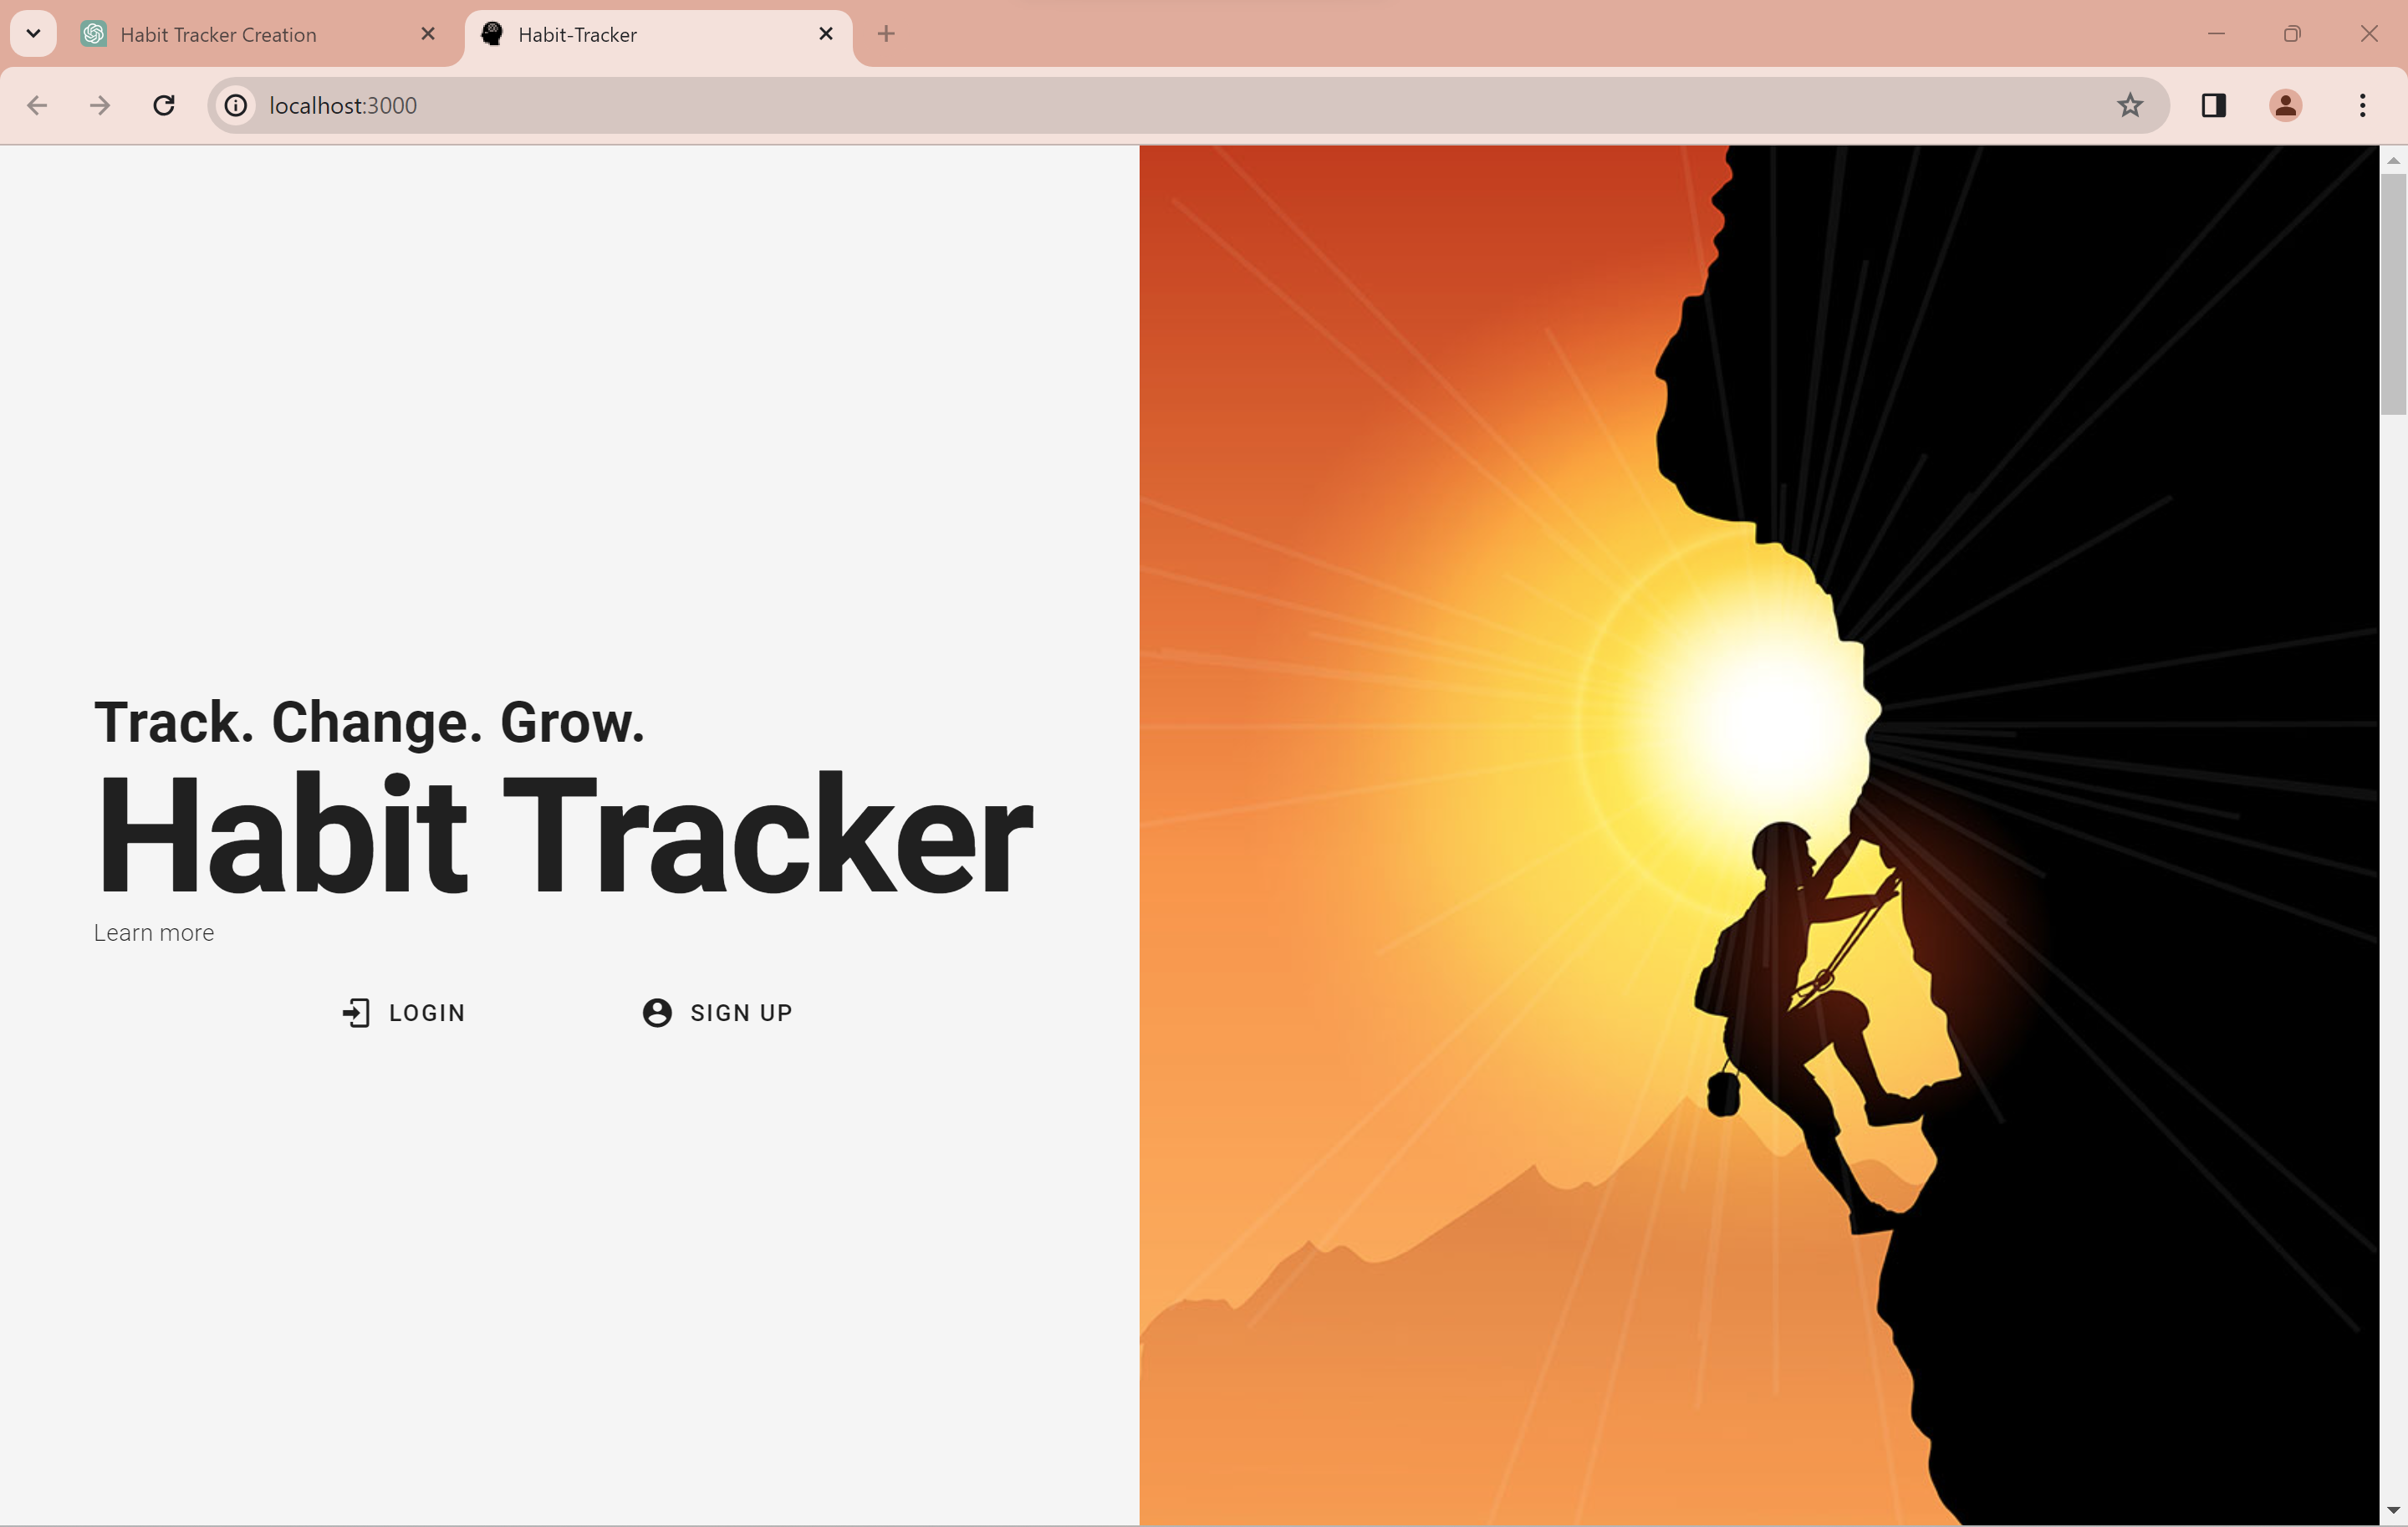 Habit Tracker Creation
Habit-Tracker
localhost:3000
Track. Change. Grow.
Habit Tracker
Learn more
LOGIN
SIGN UP